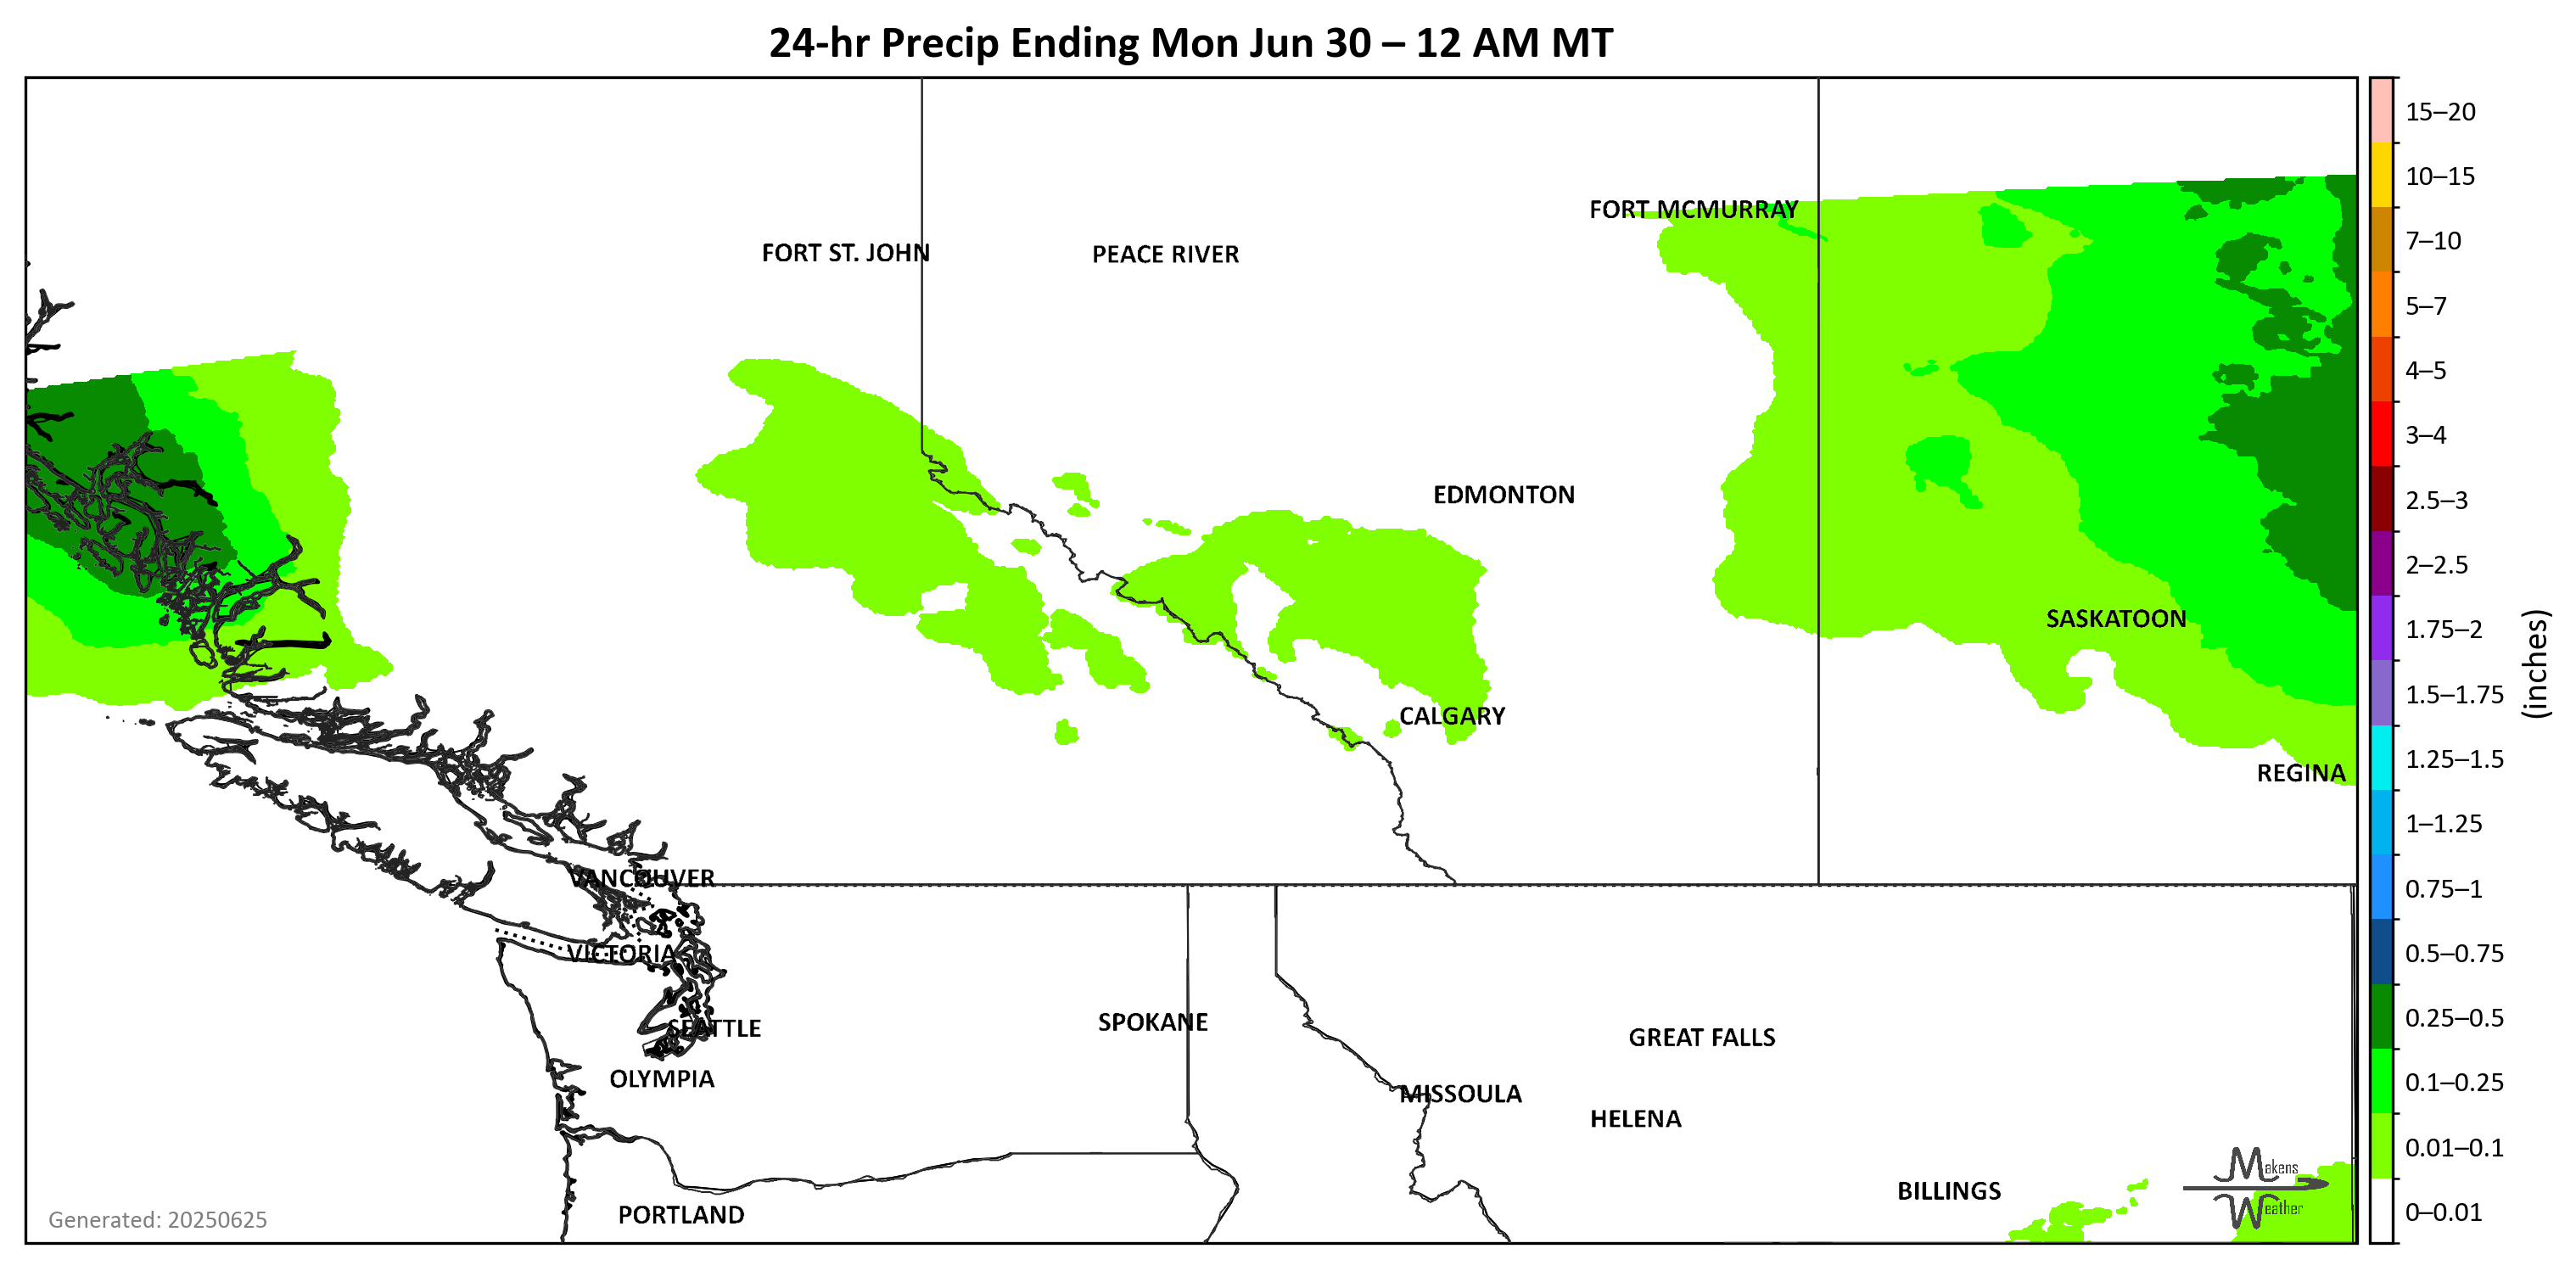 24-hr Precip Ending Mon Jun 30 – 12 AM MT
15–20
10–15
7–10
5–7
4–5
3–4
2.5–3
2–2.5
1.75–2
1.5–1.75
1.25–1.5
1–1.25
0.75–1
0.5–0.75
0.25–0.5
0.1–0.25
0.01–0.1
0–0.01
(inches)
FORT MCMURRAY
FORT ST. JOHN
PEACE RIVER
EDMONTON
SASKATOON
CALGARY
REGINA
VANCOUVER
VICTORIA
SEATTLE
SPOKANE
GREAT FALLS
OLYMPIA
MISSOULA
HELENA
BILLINGS
PORTLAND
Makens
Weather
Generated: 20250625